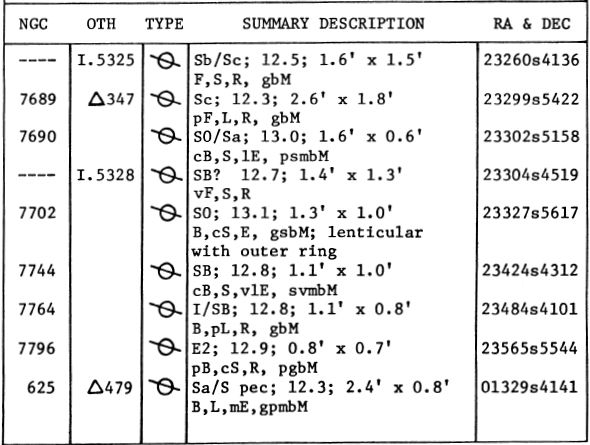 NGC OTH TYPE SUMMARY DESCRIPTION RA & DEC
---- I.5325 Sb/Sc; 12.5; 1.6' x 1.5' 23260s4136
F,S,R, gbM
7689 Δ347 Sc; 12.3; 2.6' x 1.8' 23299s5422
pF,L,R, gbM
7690 S0/Sa; 13.0; 1.6' x 0.6' 23302s5158
cB,S,lE, psmbM
---- I.5328 SB? 12.7; 1.4' x 1.3' 23304s4519
vF,S,R
7702 S0; 13.1; 1.3' x 1.0' 23327s5617
B,cS,E, gsbM; lenticular
with outer ring
7744 SB; 12.8; 1.1' x 1.0' 23424s4312
cB,S,vlE, svmbM
7764 I/SB; 12.8; 1.1' x 0.8' 23484s4101
B,pL,R, gbM
7796 E2; 12.9; 0.8' x 0.7' 23565s5544
pB,cS,R, pgbM
625 Δ479 Sa/S pec; 12.3; 2.4' x 0.8' 01329s4141
B,L,mE,gpmbM